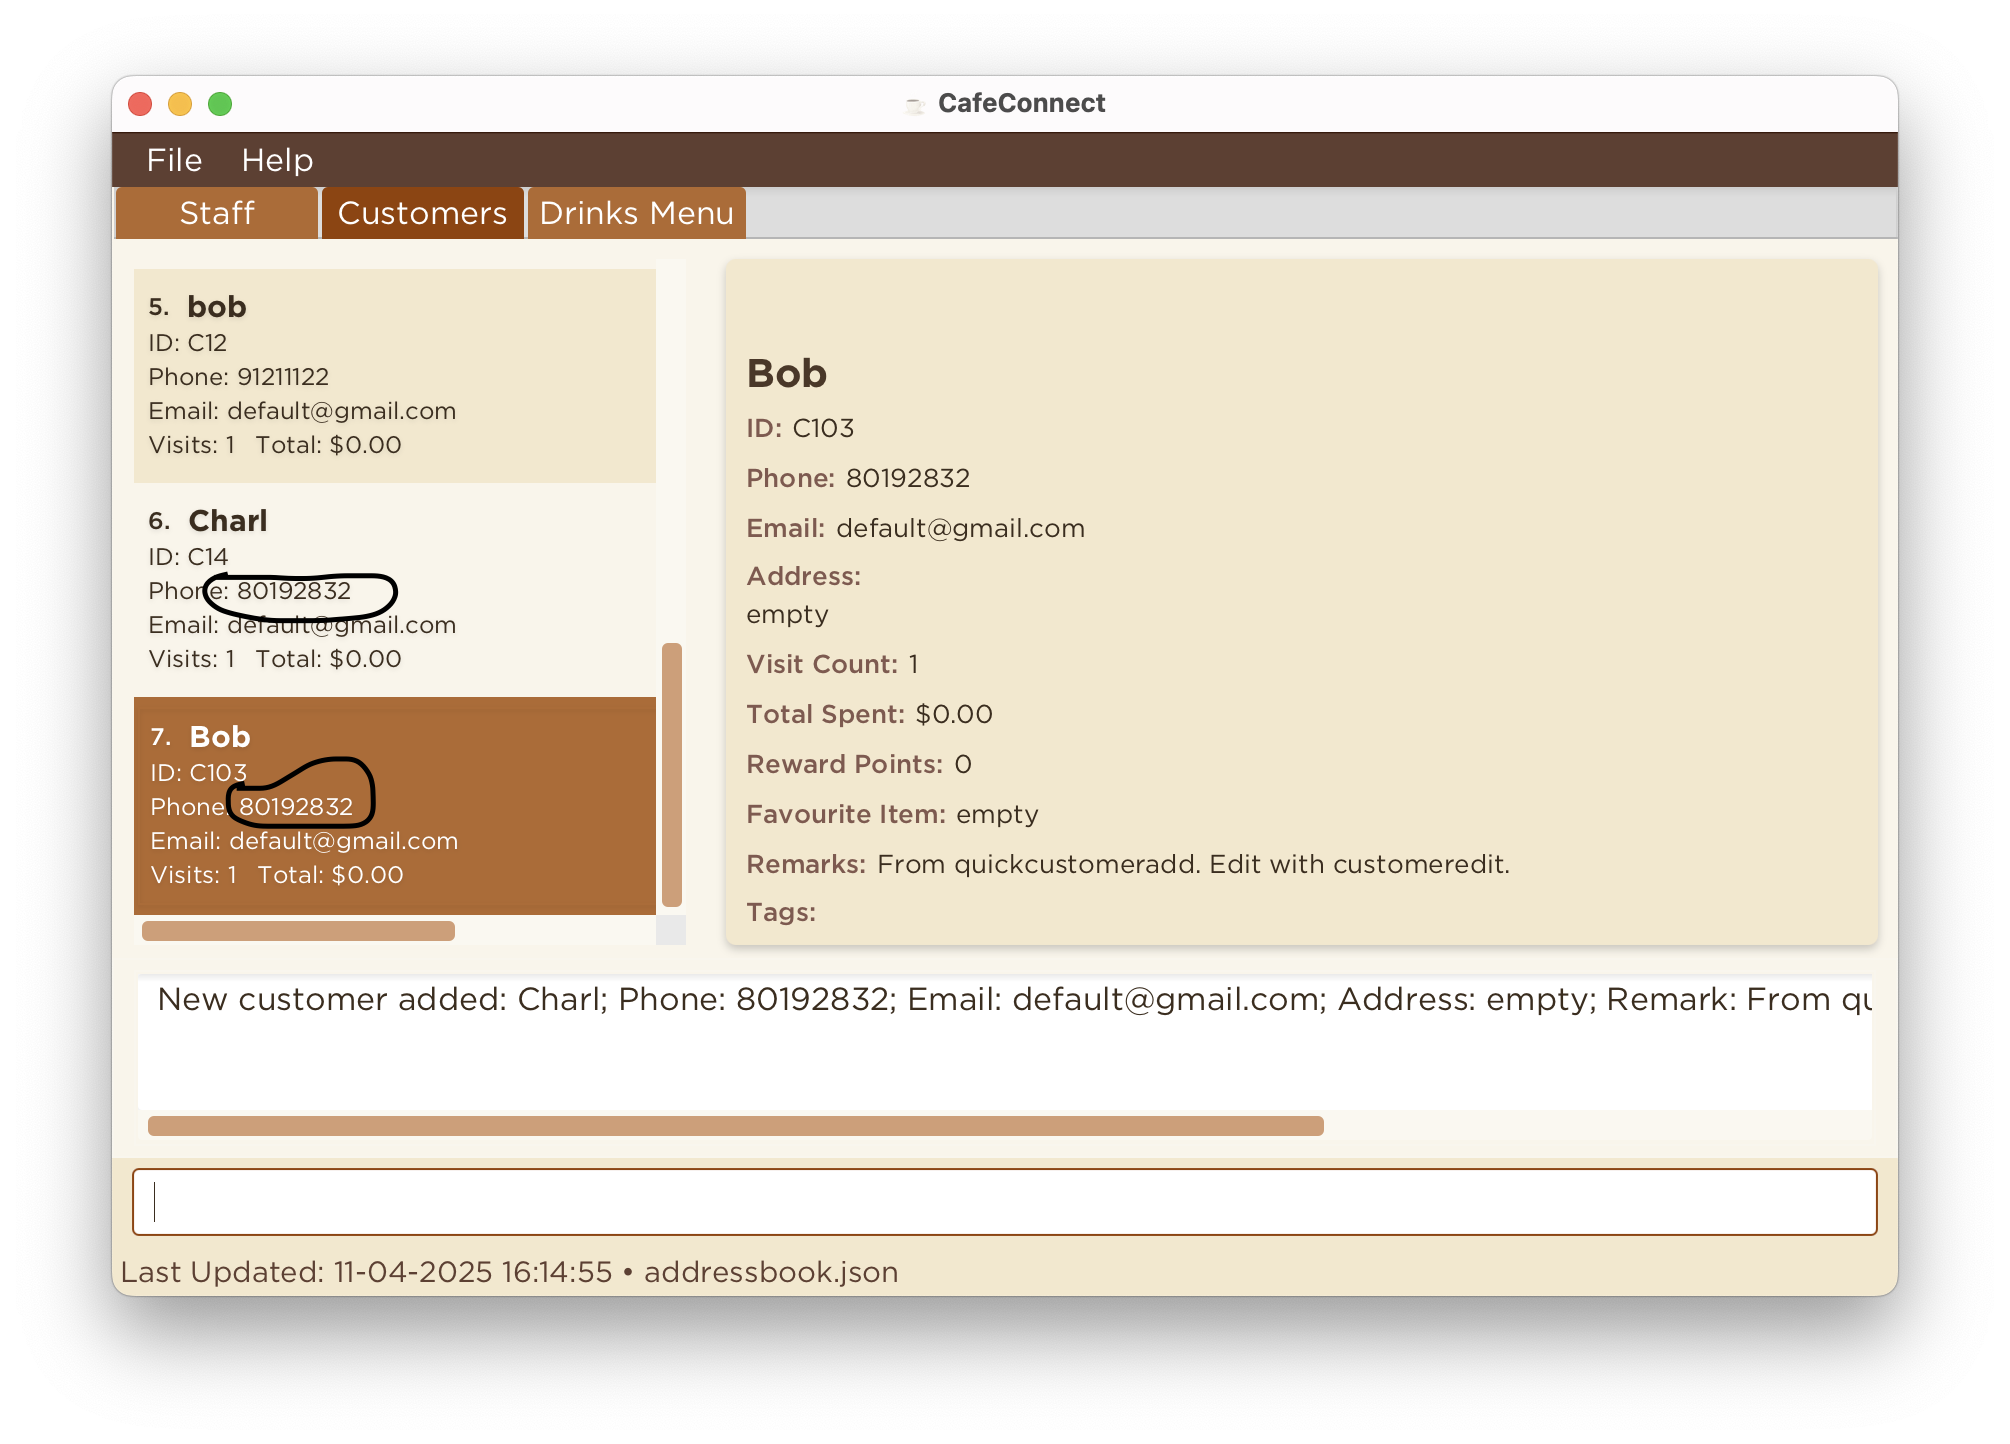 CafeConnect
File Help
Staff Customers Drinks Menu
5. bob
ID: C12
Phone: 91211122
Email: default@gmail.com
Visits: 1 Total: $0.00
6. Charl
ID: C14
Phone: 80192832
Email: default@gmail.com
Visits: 1 Total: $0.00
7. Bob
ID: C103
Phone: 80192832
Email: default@gmail.com
Visits: 1 Total: $0.00
Bob
ID: C103
Phone: 80192832
Email: default@gmail.com
Address:
empty
Visit Count: 1
Total Spent: $0.00
Reward Points: 0
Favourite Item: empty
Remarks: From quickcustomeradd. Edit with customeredit.
Tags:
New customer added: Charl; Phone: 80192832; Email: default@gmail.com; Address: empty; Remark: From qu
Last Updated: 11-04-2025 16:14:55 • addressbook.json